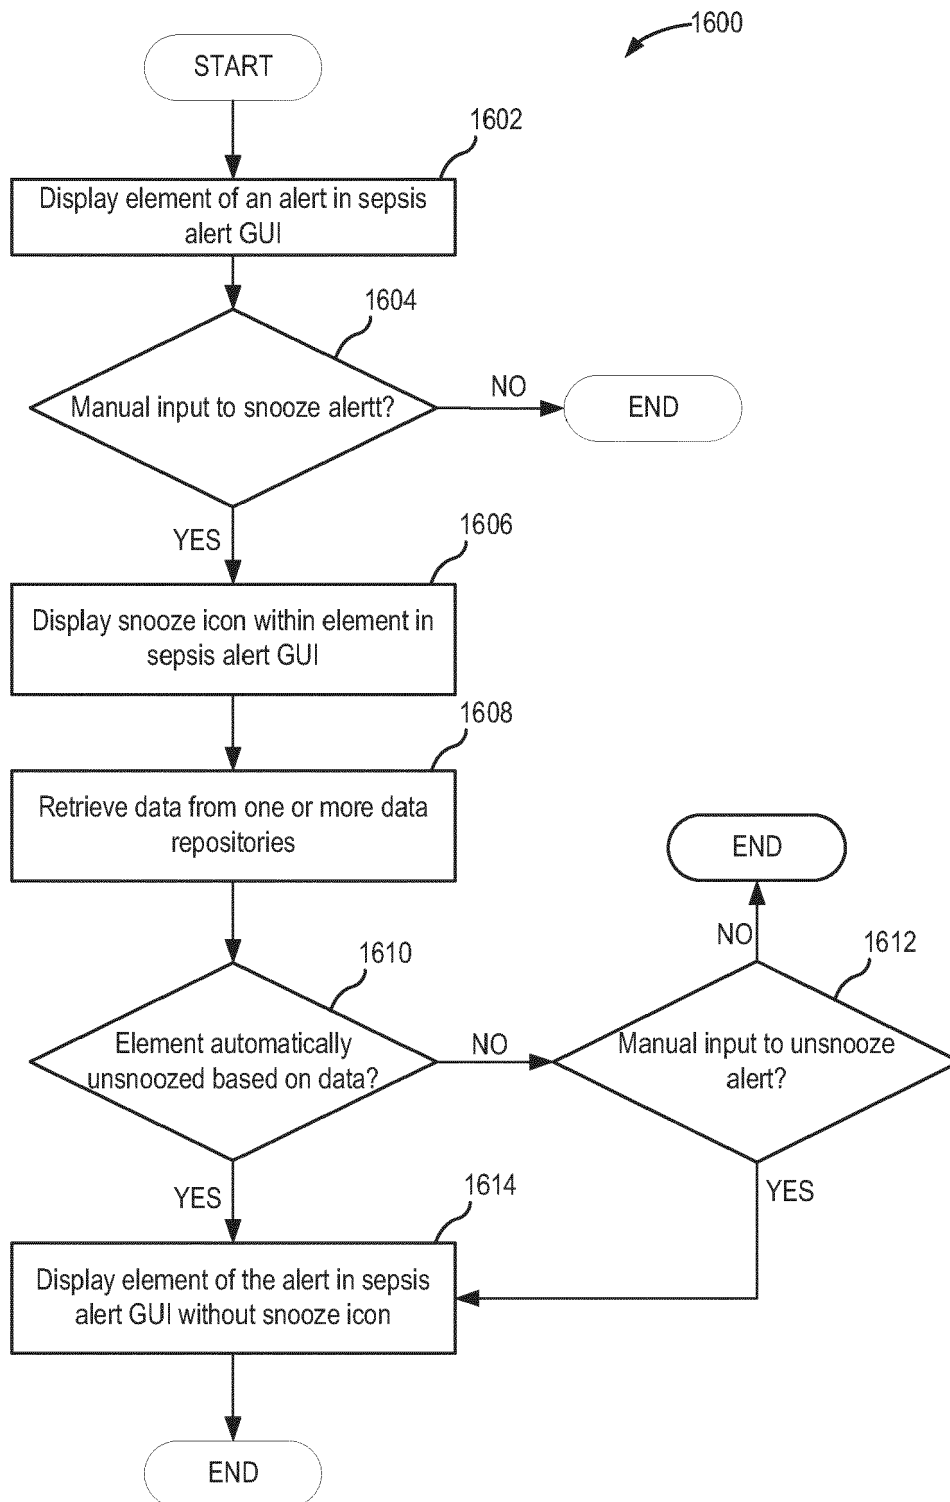 1600
START
1602
Display element of an alert in sepsis
alert GUI
1604
Manual input to snooze alertt?
NO
END
YES
1606
Display snooze icon within element in
sepsis alert GUI
1608
Retrieve data from one or more data
repositories
END
NO
1610
1612
Element automatically
unsnoozed based on data?
NO
Manual input to unsnooze
alert?
YES
YES
1614
Display element of the alert in sepsis
alert GUI without snooze icon
END